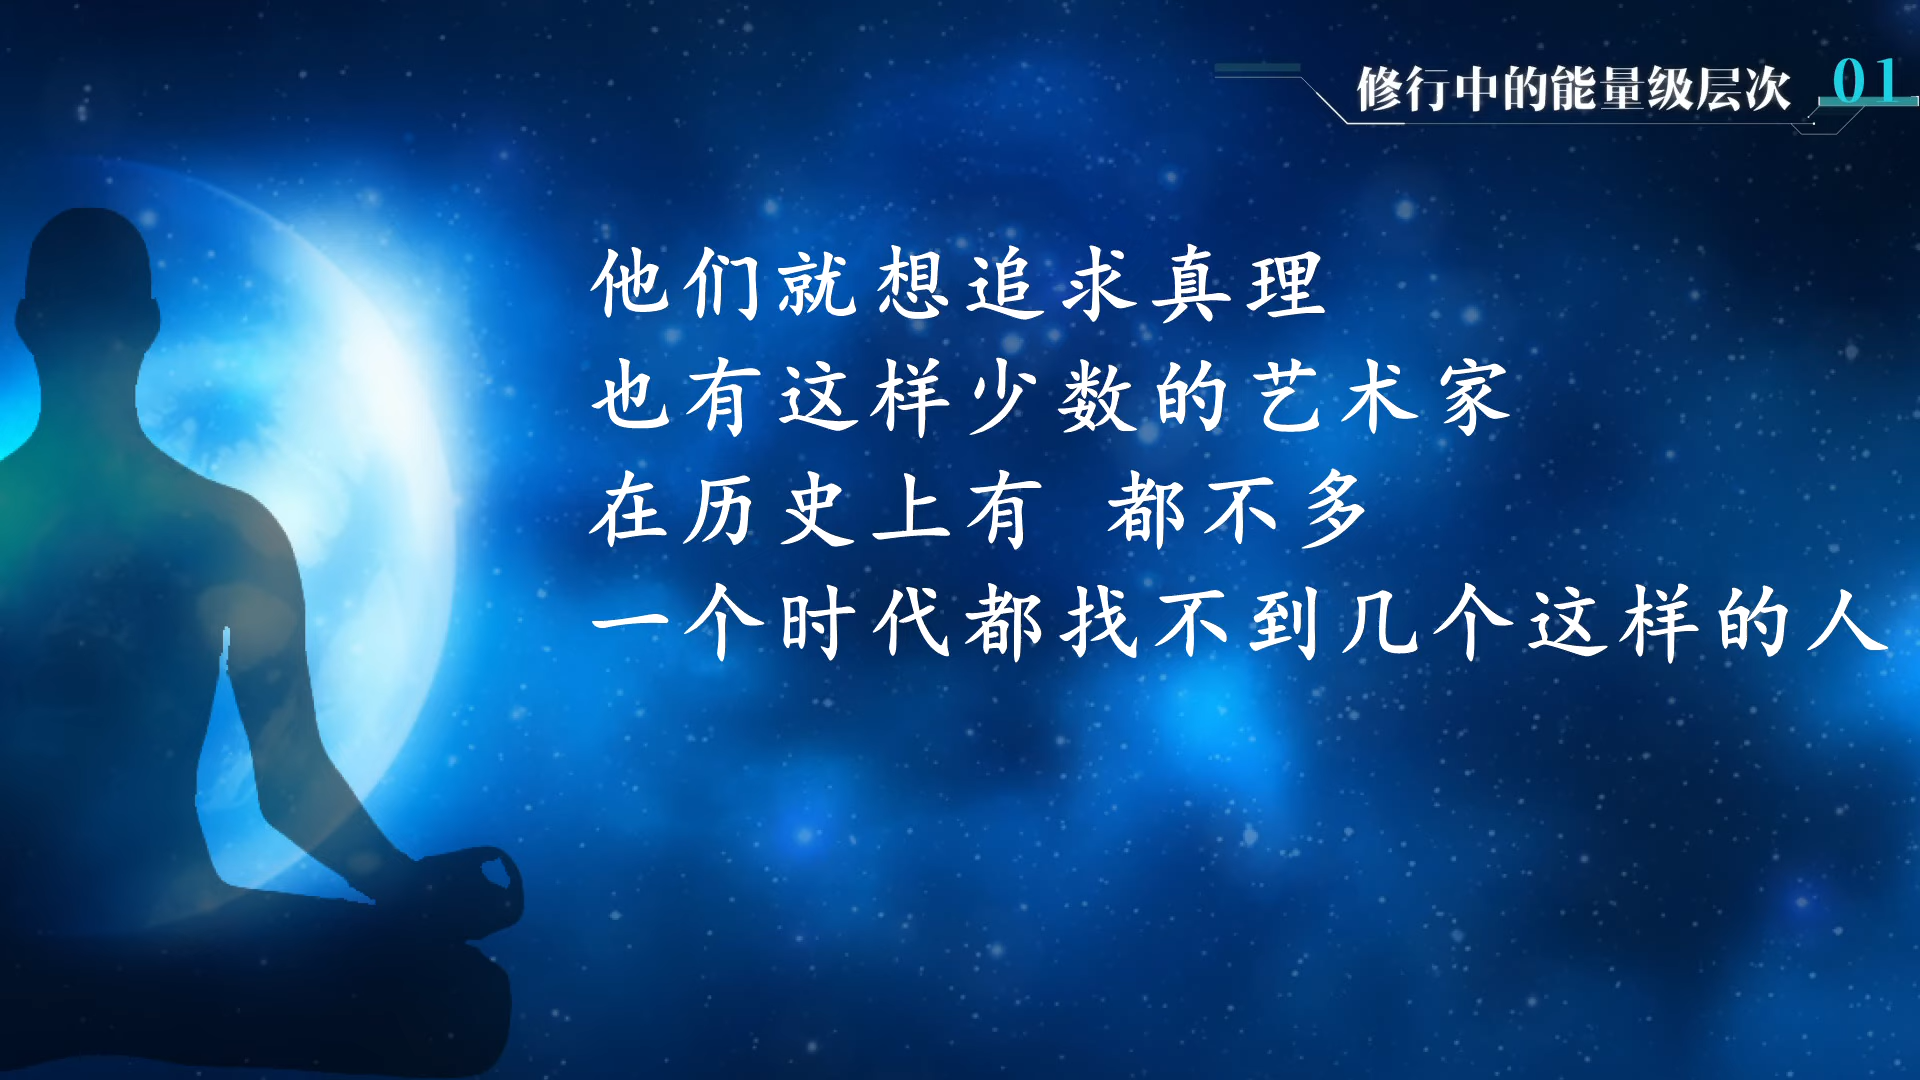 修行中的能量级层次 01
他们就想追求真理
也有这样少数的艺术家
在历史上有 都不多
一个时代都找不到几个这样的人